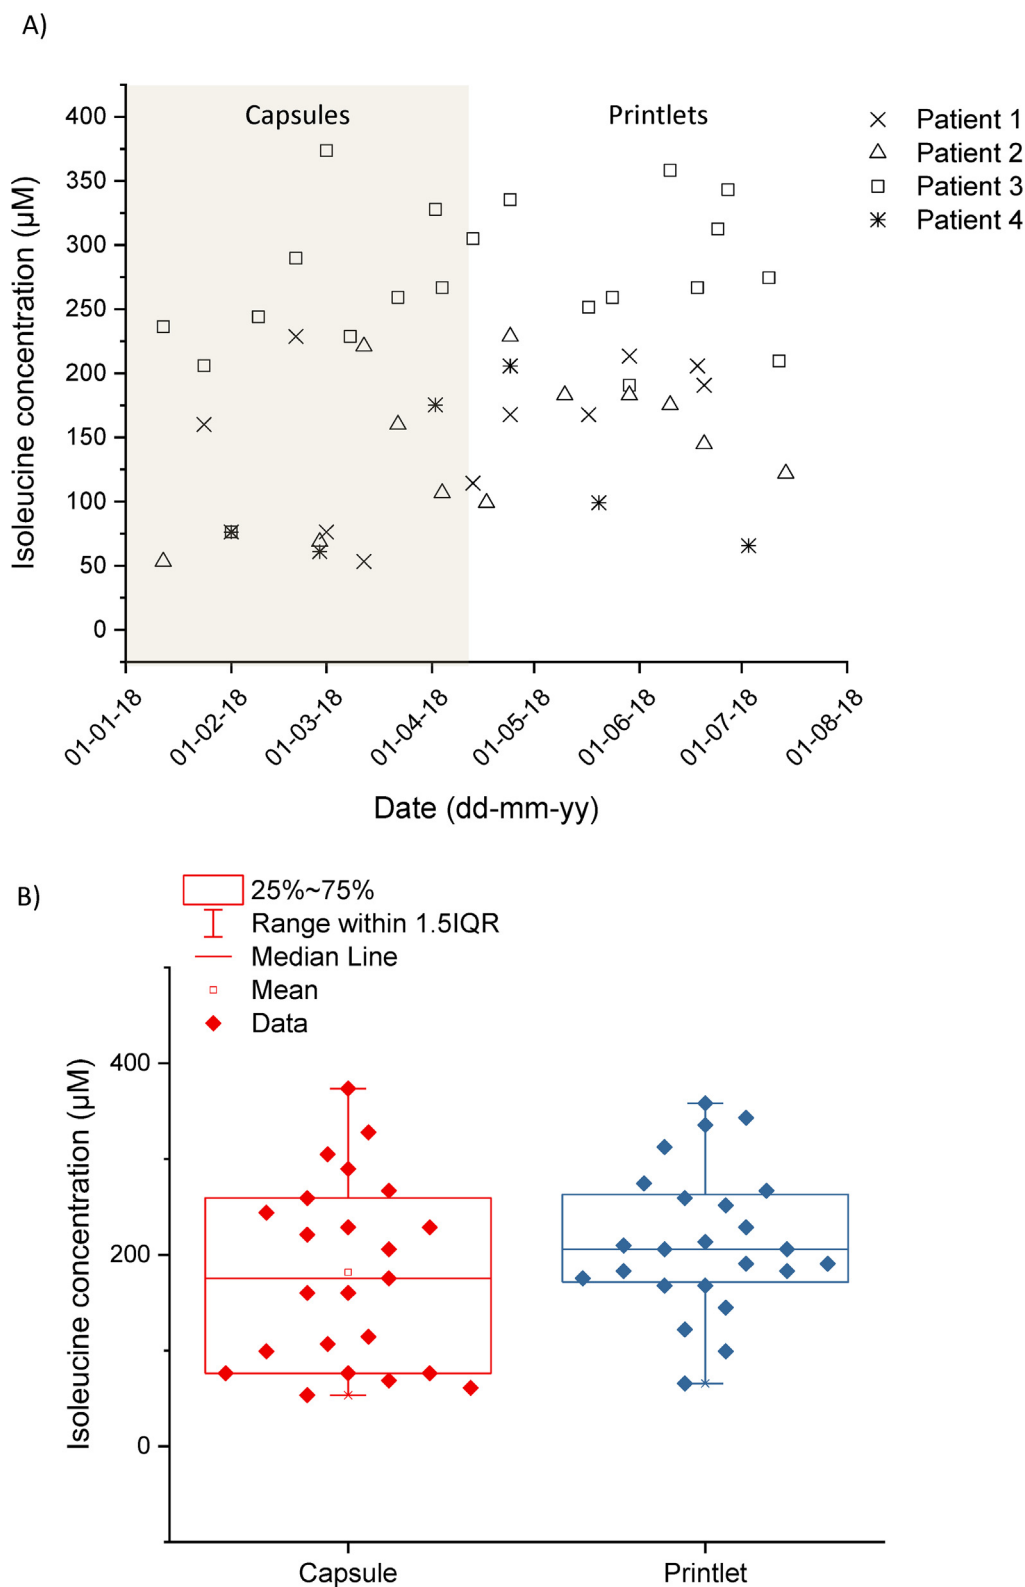 A)
Capsules
Printlets
Patient 1
Patient 2
Patient 3
Patient 4
Isoleucine concentration (µM)
400
350
300
250
200
150
100
50
0
01-01-18
01-02-18
01-03-18
01-04-18
01-05-18
01-06-18
01-07-18
01-08-18
Date (dd-mm-yy)
B)
25%~75%
Range within 1.5IQR
Median Line
Mean
Data
Isoleucine concentration (µM)
400
200
0
Capsule
Printlet